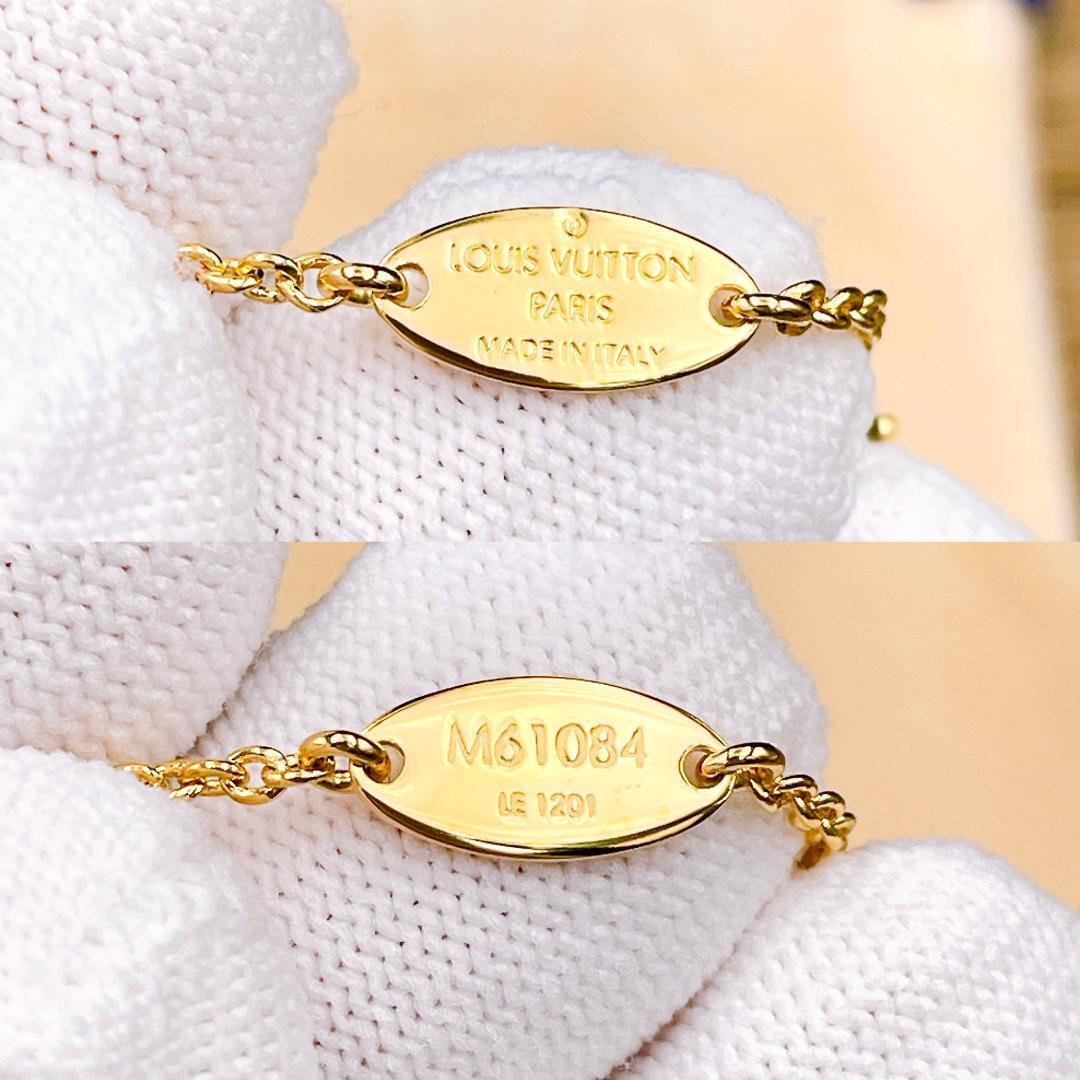 LOUIS VUITTON
PARIS
MADE IN ITALY
M61084
LE 1201